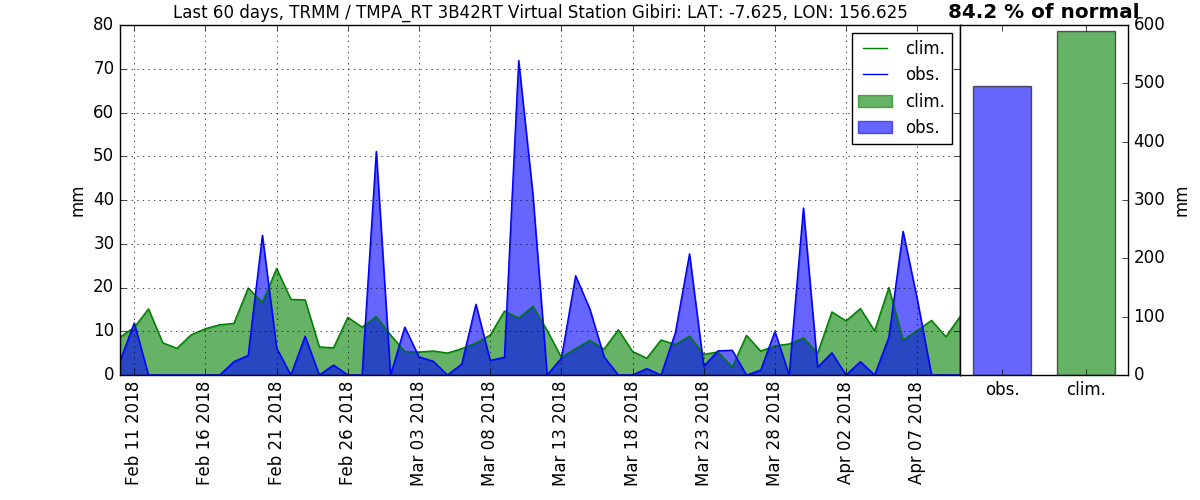 Last 60 days, TRMM / TMPA_RT 3B42RT Virtual Station Gibiri: LAT: -7.625, LON: 156.625
84.2 % of normal
80
70
60
50
40
30
20
10
0
mm
clim.
obs.
clim.
obs.
Feb 11 2018
Feb 16 2018
Feb 21 2018
Feb 26 2018
Mar 03 2018
Mar 08 2018
Mar 13 2018
Mar 18 2018
Mar 23 2018
Mar 28 2018
Apr 02 2018
Apr 07 2018
600
500
400
300
200
100
0
mm
obs.
clim.